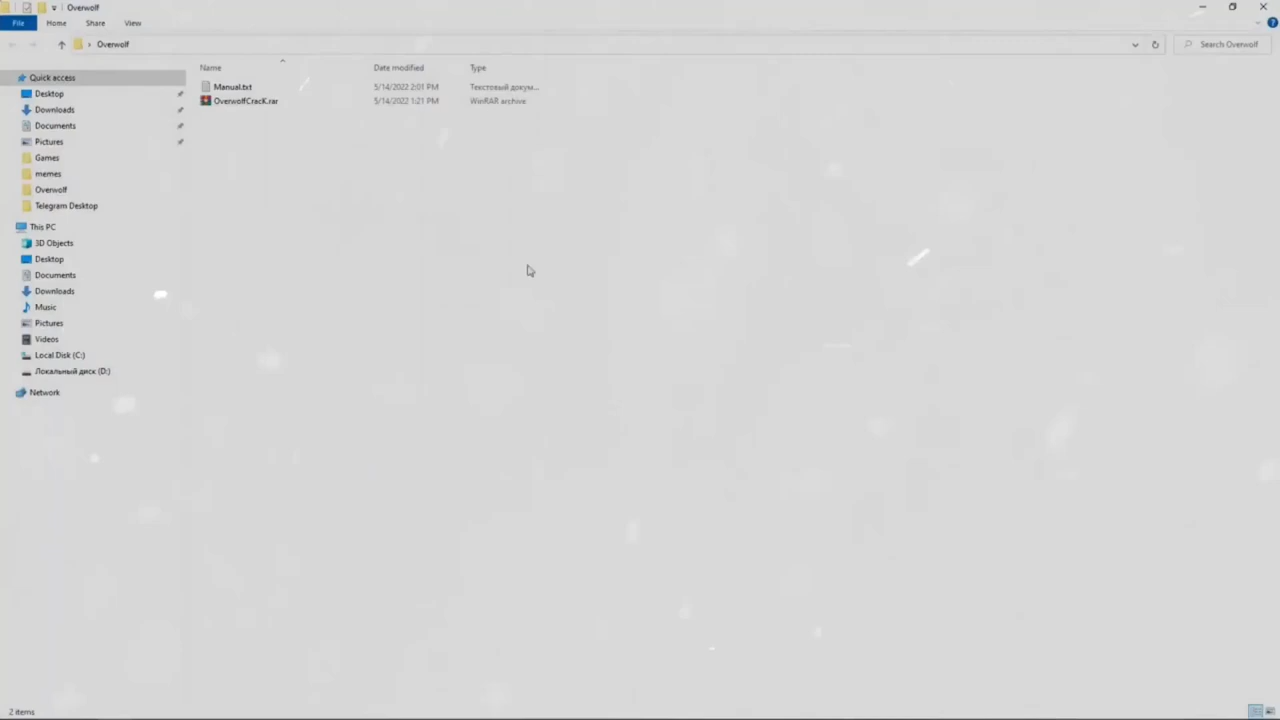 Overwolf
File Home Share View
Overwolf
Search Overwolf
Name Date modified Type
Quick access
Manual.txt 5/14/2022 2:01 PM Текстовый докум...
OverwolfCracK.rar 5/14/2022 1:21 PM WinRAR archive
Desktop
Downloads
Documents
Pictures
Games
memes
Overwolf
Telegram Desktop
This PC
3D Objects
Desktop
Documents
Downloads
Music
Pictures
Videos
Local Disk (C:)
Локальный диск (D:)
Network
2 items